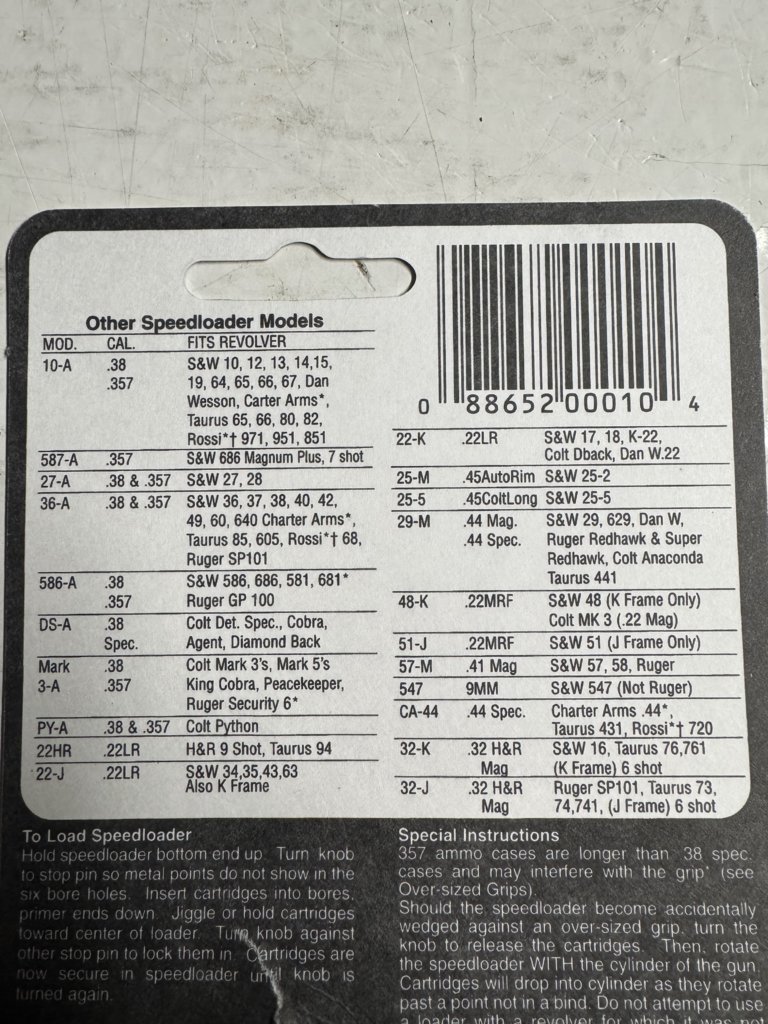 Other Speedloader Models
MOD. CAL. FITS REVOLVER
10-A .38 S&W 10, 12, 13, 14,15,
.357 19, 64, 65, 66, 67, Dan
Wesson, Carter Arms*,
Taurus 65, 66, 80, 82,
Rossi*† 971, 951, 851
587-A .357 S&W 686 Magnum Plus, 7 shot
27-A .38 & .357 S&W 27, 28
36-A .38 & .357 S&W 36, 37, 38, 40, 42,
49, 60, 640 Charter Arms*,
Taurus 85, 605, Rossi*† 68,
Ruger SP101
586-A .38 S&W 586, 686, 581, 681*
.357 Ruger GP 100
DS-A .38 Colt Det. Spec., Cobra,
Spec. Agent, Diamond Back
Mark .38 Colt Mark 3's, Mark 5's
3-A .357 King Cobra, Peacekeeper,
Ruger Security 6*
PY-A .38 & .357 Colt Python
22HR .22LR H&R 9 Shot, Taurus 94
22-J .22LR S&W 34,35,43,63
Also K Frame
0 88652 00010 4
22-K .22LR S&W 17, 18, K-22,
Colt Dback, Dan W.22
25-M .45AutoRim S&W 25-2
25-5 .45ColtLong S&W 25-5
29-M .44 Mag. S&W 29, 629, Dan W,
.44 Spec. Ruger Redhawk & Super
Redhawk, Colt Anaconda
Taurus 441
48-K .22MRF S&W 48 (K Frame Only)
Colt MK 3 (.22 Mag)
51-J .22MRF S&W 51 (J Frame Only)
57-M .41 Mag S&W 57, 58, Ruger
547 9MM S&W 547 (Not Ruger)
CA-44 .44 Spec. Charter Arms .44*,
Taurus 431, Rossi*† 720
32-K .32 H&R S&W 16, Taurus 76,761
Mag (K Frame) 6 shot
32-J .32 H&R Ruger SP101, Taurus 73,
Mag 74,741, (J Frame) 6 shot
To Load Speedloader
Hold speedloader bottom end up. Turn knob
to stop pin so metal points do not show in the
six bore holes. Insert cartridges into bores,
primer ends down. Jiggle or hold cartridges
toward center of loader. Turn knob against
other stop pin to lock them in. Cartridges are
now secure in speedloader until knob is
turned again.
Special Instructions
357 ammo cases are longer than 38 spec.
cases and may interfere with the grip* (see
Over-sized Grips).
Should the speedloader become accidentally
wedged against an over-sized grip, turn the
knob to release the cartridges. Then, rotate
the speedloader WITH the cylinder of the gun.
Cartridges will drop into cylinder as they rotate
past a point not in a bind. Do not attempt to use
a loader with a revolver for which it was not